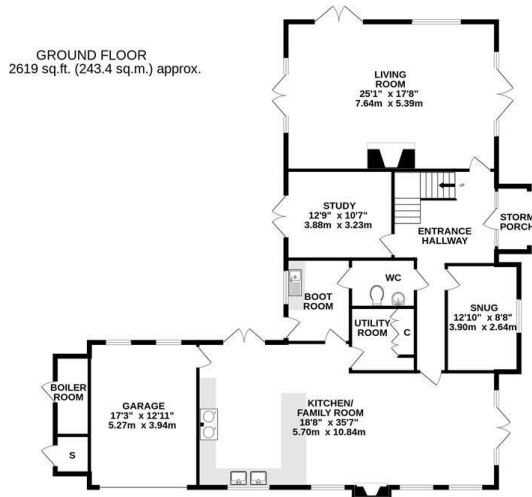 GROUND FLOOR
2619 sq.ft. (243.4 sq.m.) approx.
LIVING
ROOM
25'1" x 17'8"
7.64m x 5.39m
STUDY
12'9" x 10'7"
3.88m x 3.23m
UP
ENTRANCE
HALLWAY
STORM
PORCH
BOOT
ROOM
WC
UTILITY
ROOM
C
SNUG
12'10" x 8'8"
3.90m x 2.64m
BOILER
ROOM
S
GARAGE
17'3" x 12'11"
5.27m x 3.94m
KITCHEN/
FAMILY ROOM
18'8" x 35'7"
5.70m x 10.84m